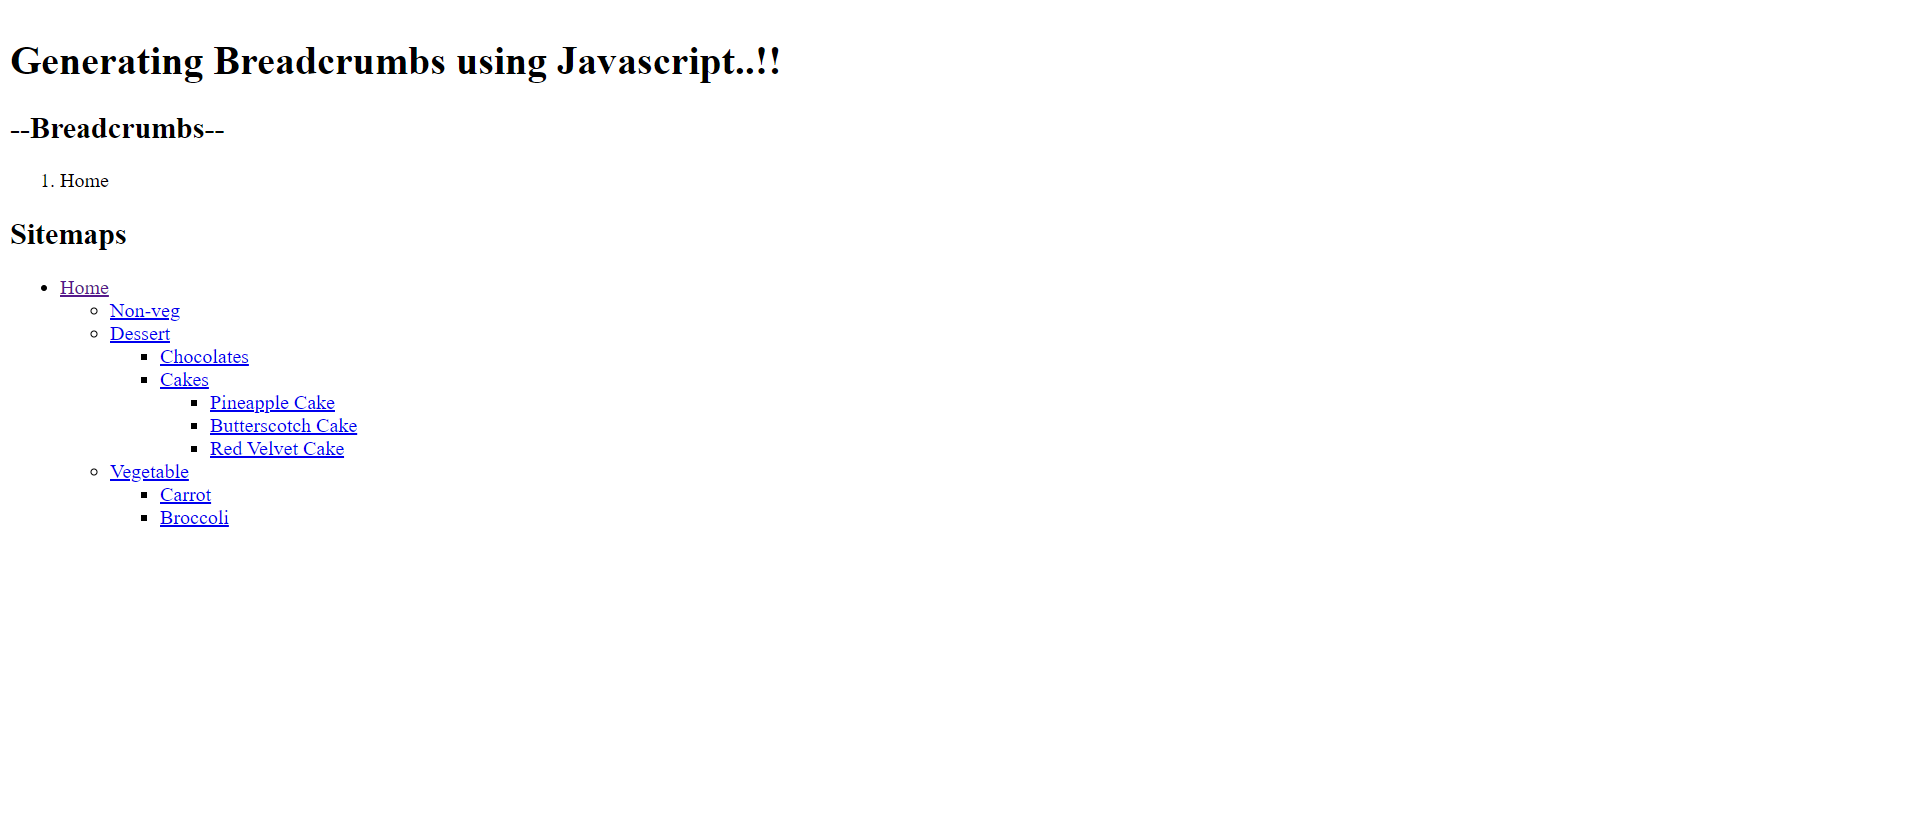 Generating Breadcrumbs using Javascript..!!
--Breadcrumbs--
1. Home
Sitemaps
Home
Non-veg
Dessert
Chocolates
Cakes
Pineapple Cake
Butterscotch Cake
Red Velvet Cake
Vegetable
Carrot
Broccoli